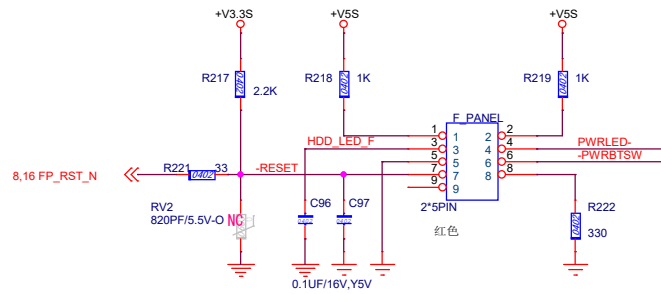 +V3.3S
+V5S
+V5S
R217
0402
2.2K
R218
0402
1K
R219
0402
1K
F_PANEL
HDD_LED_F
1
1
2
2
3
3
4
4
PWRLED-
5
5
6
6
-PWRBTSW
8,16 FP_RST_N
R221
0402
33
-RESET
7
7
8
8
9
9
RV2
820PF/5.5V-O
NC
C96
0402
C97
0402
2*5PIN
红色
R222
0402
330
0.1UF/16V,Y5V